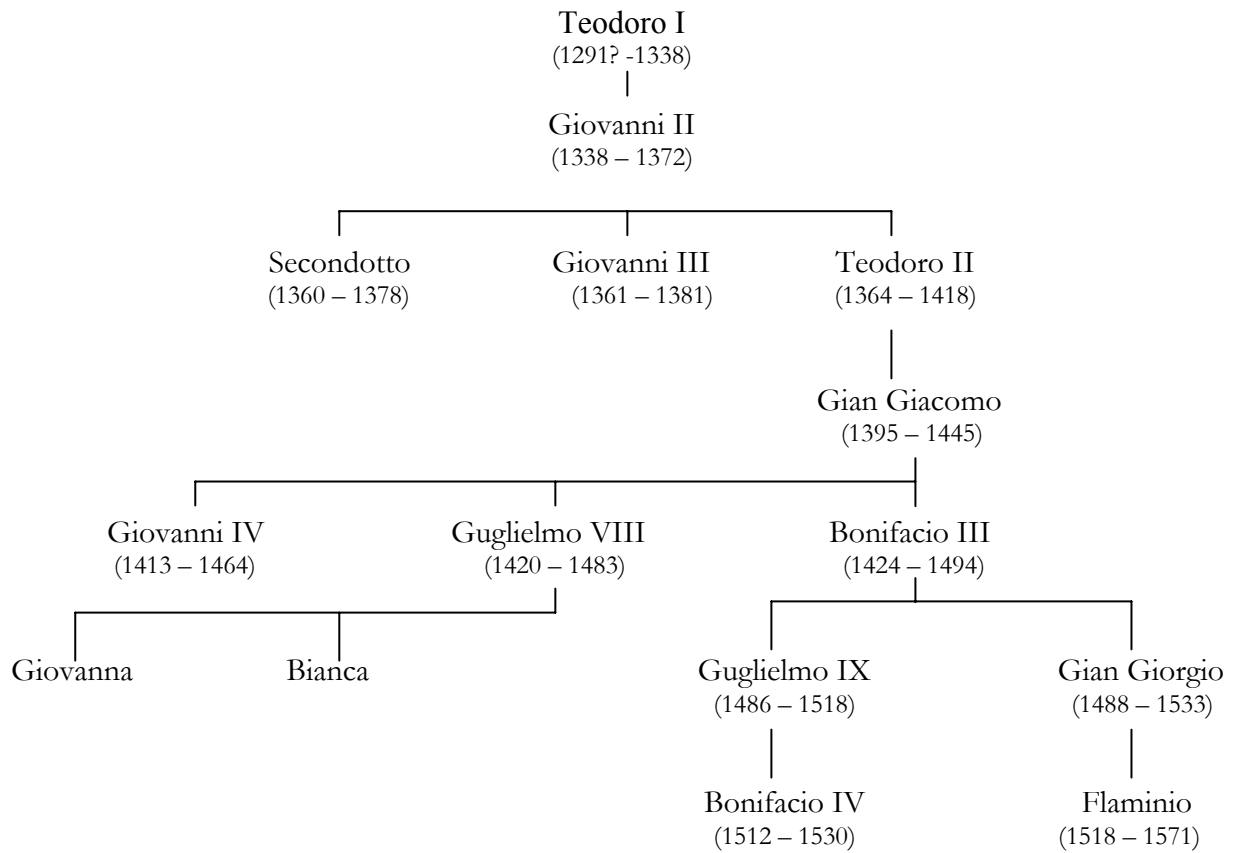 Teodoro I
(1291? -1338)
Giovanni II
(1338 – 1372)
Secondotto
(1360 – 1378)
Giovanni III
(1361 – 1381)
Teodoro II
(1364 – 1418)
Gian Giacomo
(1395 – 1445)
Giovanni IV
(1413 – 1464)
Guglielmo VIII
(1420 – 1483)
Bonifacio III
(1424 – 1494)
Giovanna
Bianca
Guglielmo IX
(1486 – 1518)
Gian Giorgio
(1488 – 1533)
Bonifacio IV
(1512 – 1530)
Flaminio
(1518 – 1571)